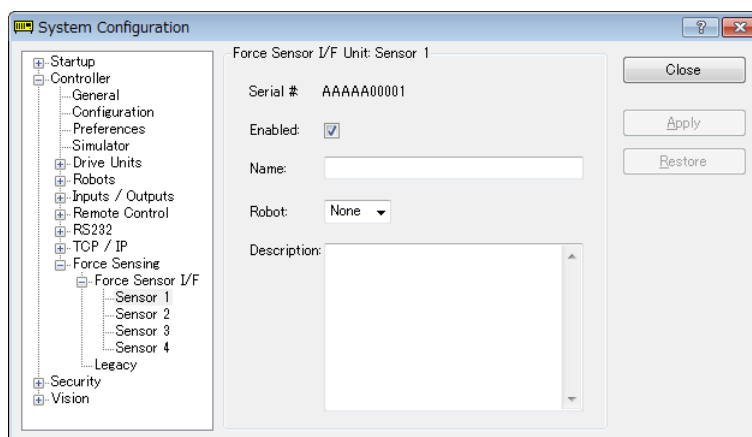 System Configuration
Startup
Controller
General
Configuration
Preferences
Simulator
Drive Units
Robots
Inputs / Outputs
Remote Control
RS232
TCP / IP
Force Sensing
Force Sensor I/F
Sensor 1
Sensor 2
Sensor 3
Sensor 4
Legacy
Security
Vision
Force Sensor I/F Unit: Sensor 1
Serial #: AAAAA00001
Enabled:
Name:
Robot: None
Description:
Close
Apply
Restore